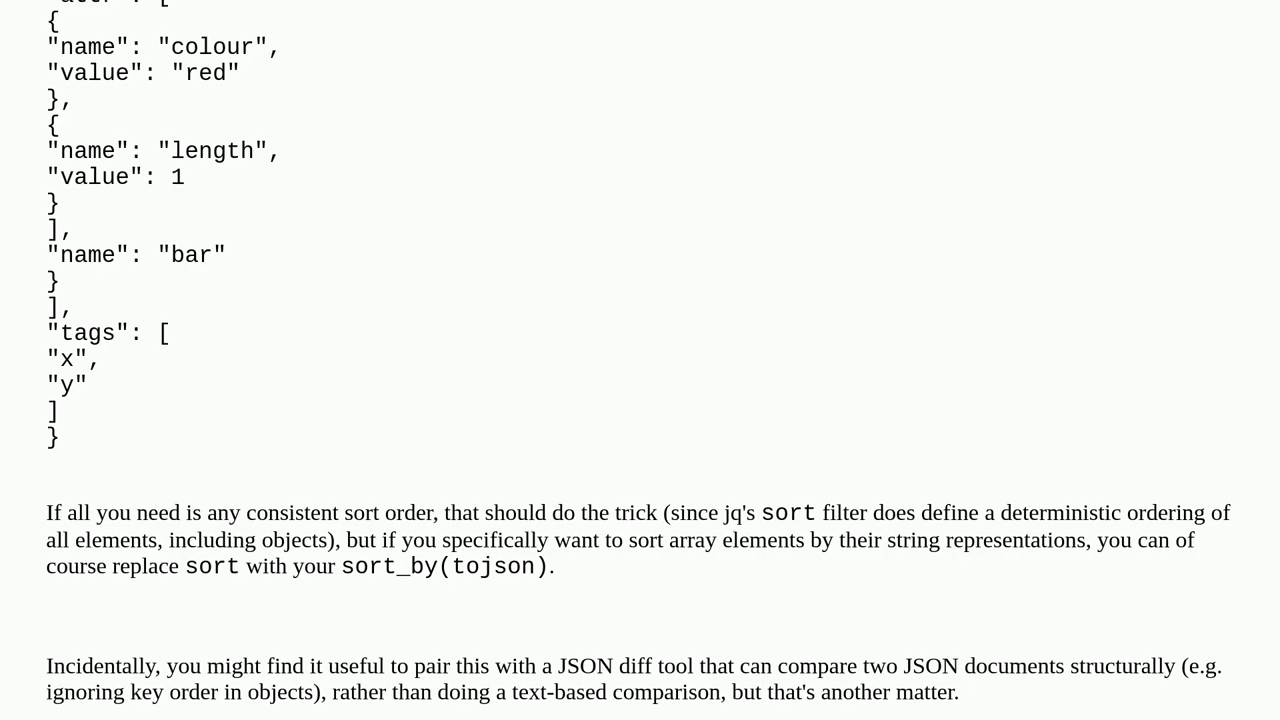 {
"name": "colour",
"value": "red"
},
{
"name": "length",
"value": 1
}
],
"name": "bar"
}
],
"tags": [
"x",
"y"
]
}
If all you need is any consistent sort order, that should do the trick (since jq's sort filter does define a deterministic ordering of
all elements, including objects), but if you specifically want to sort array elements by their string representations, you can of
course replace sort with your sort_by(tojson).
Incidentally, you might find it useful to pair this with a JSON diff tool that can compare two JSON documents structurally (e.g.
ignoring key order in objects), rather than doing a text-based comparison, but that's another matter.